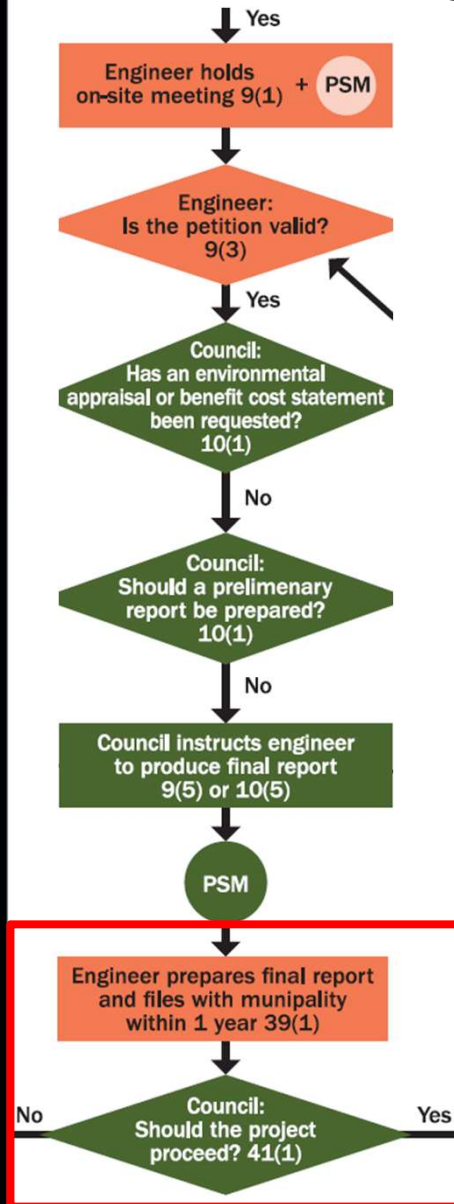 Yes
Engineer holds
on-site meeting 9(1) + PSM
Engineer:
Is the petition valid?
9(3)
Yes
Council:
Has an environmental
appraisal or benefit cost statement
been requested?
10(1)
No
Council:
Should a prelimenary
report be prepared?
10(1)
No
Council instructs engineer
to produce final report
9(5) or 10(5)
PSM
Engineer prepares final report
and files with munipality
within 1 year 39(1)
No
Council:
Should the project
proceed? 41(1)
Yes